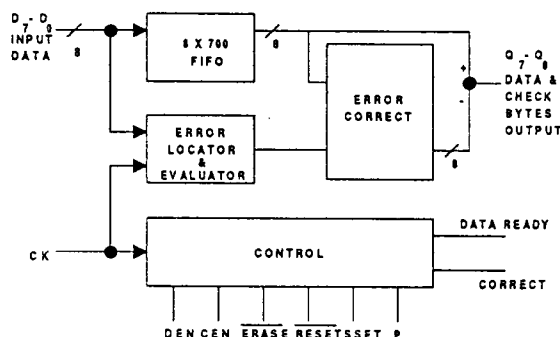 D7-D0
INPUT
DATA
8
8 X 700
FIFO
8
ERROR
CORRECT
+
-
Q7-Q0
DATA &
CHECK
BYTES
OUTPUT
8
ERROR
LOCATOR
&
EVALUATOR
CK
CONTROL
DATA READY
CORRECT
DEN CEN ERASE RESET SSET P